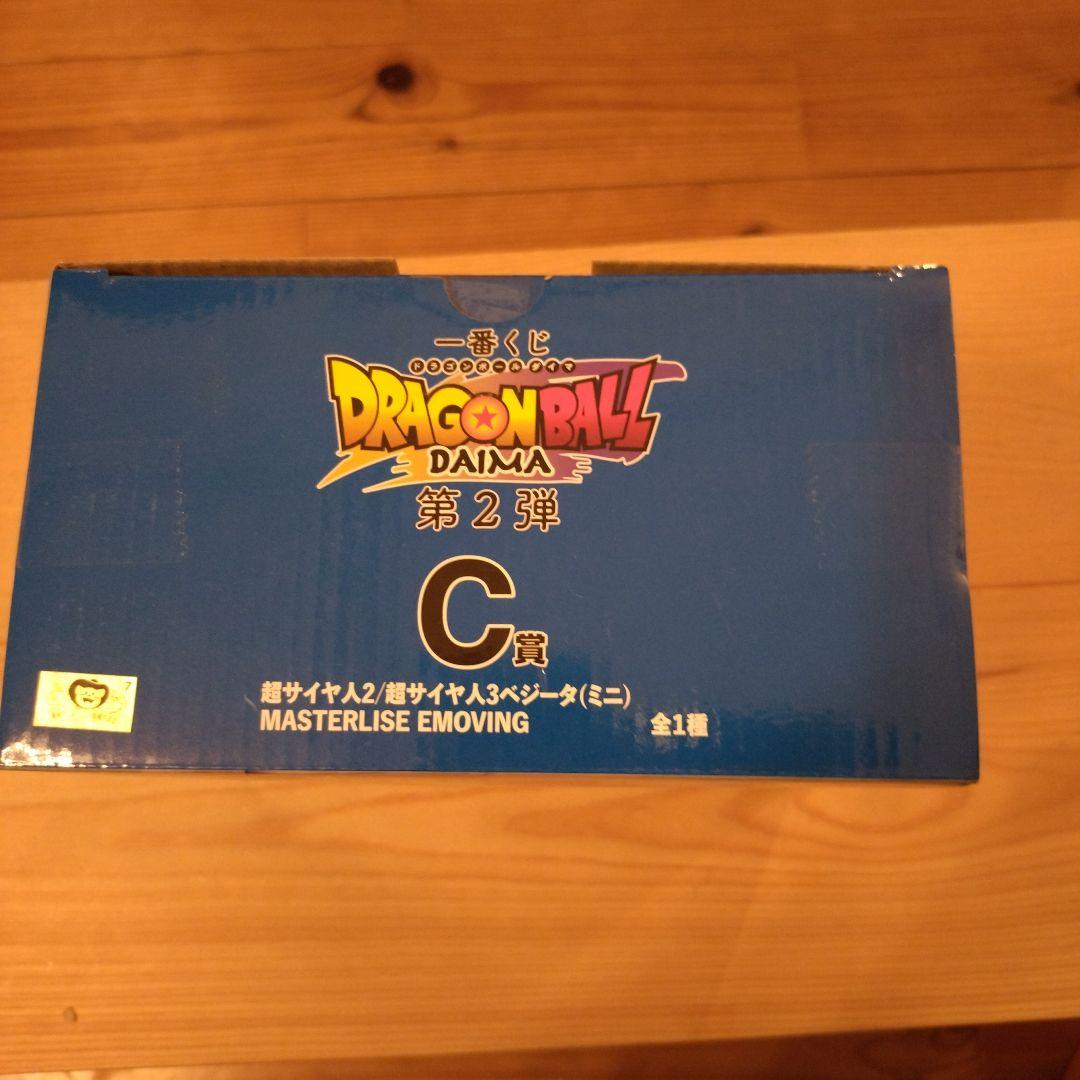 一番くじ
ドラゴンボール ダイマ
DRAGON BALL
DAIMA
第2弾
C賞
超サイヤ人2/超サイヤ人3ベジータ(ミニ)
MASTERLISE EMOVING
全1種
7